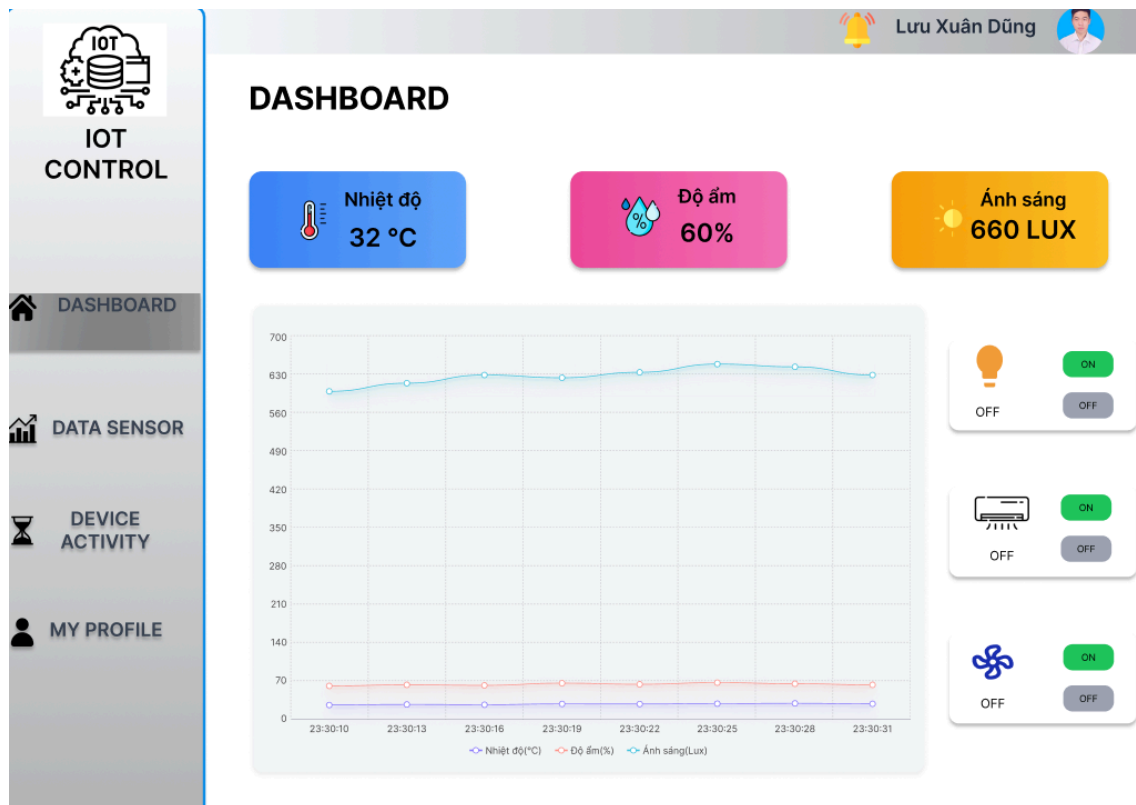 IOT
IOT
CONTROL
Lưu Xuân Dũng
DASHBOARD
Nhiệt độ
32 °C
%
Độ ẩm
60%
Ánh sáng
660 LUX
DASHBOARD
DATA SENSOR
DEVICE
ACTIVITY
MY PROFILE
700
630
560
490
420
350
280
210
140
70
0
23:30:10 23:30:13 23:30:16 23:30:19 23:30:22 23:30:25 23:30:28 23:30:31
Nhiệt độ(°C) Độ ẩm(%) Ánh sáng(Lux)
ON
OFF
OFF
ON
OFF
OFF
ON
OFF
OFF